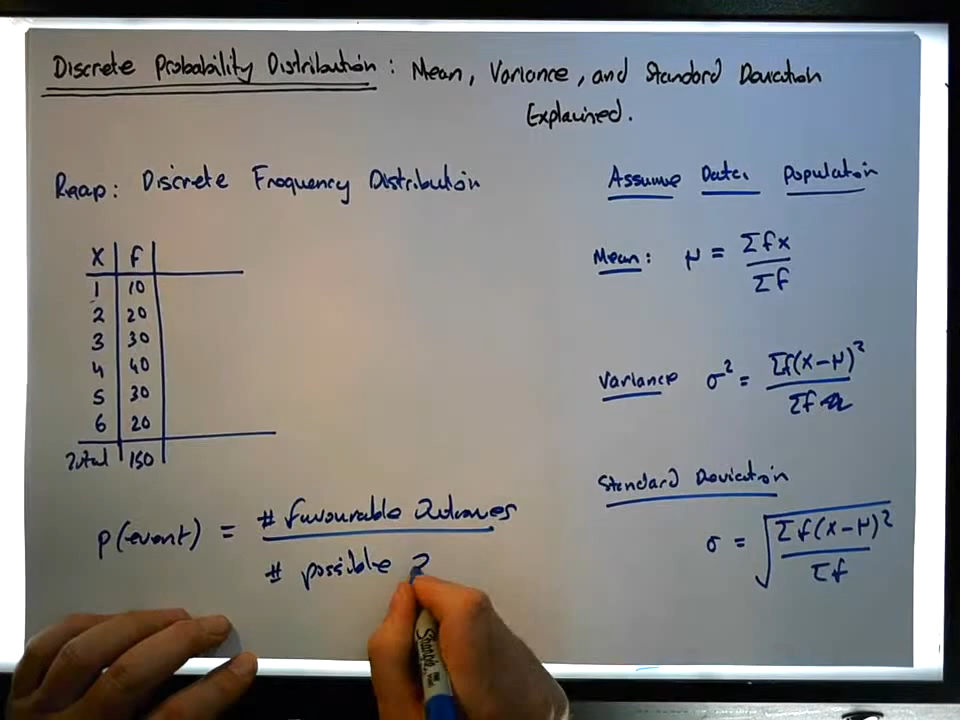 Discrete Probability Distribution : Mean, Variance, and Standard Deviation
Explained.
Recap: Discrete Frequency Distribution
X f
1 10
2 20
3 30
4 40
5 30
6 20
Total 150
P(event) = # favourable Outcomes
# possible
Assume Data: Population
Mean: μ = Σfx
Σf
Variance σ² = Σf(x-μ)²
Σf
Standard Deviation
σ = √Σf(x-μ)²
Σf
Sharpie